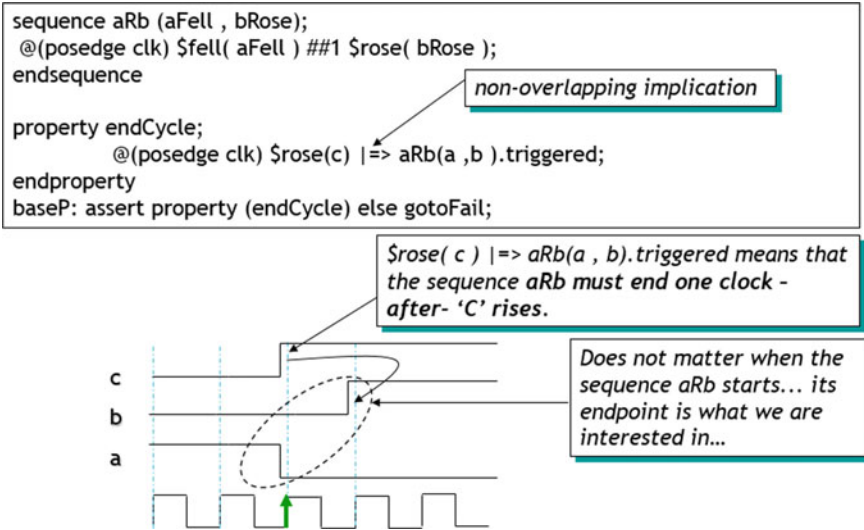 sequence aRb (aFell , bRose);
@(posedge clk) $fell( aFell ) ##1 $rose( bRose );
endsequence
non-overlapping implication
property endCycle;
@(posedge clk) $rose(c) |=> aRb(a ,b ).triggered;
endproperty
baseP: assert property (endCycle) else gotoFail;
$rose( c ) |=> aRb(a , b).triggered means that
the sequence aRb must end one clock –
after- ‘C’ rises.
Does not matter when the
sequence aRb starts... its
endpoint is what we are
interested in…
c
b
a